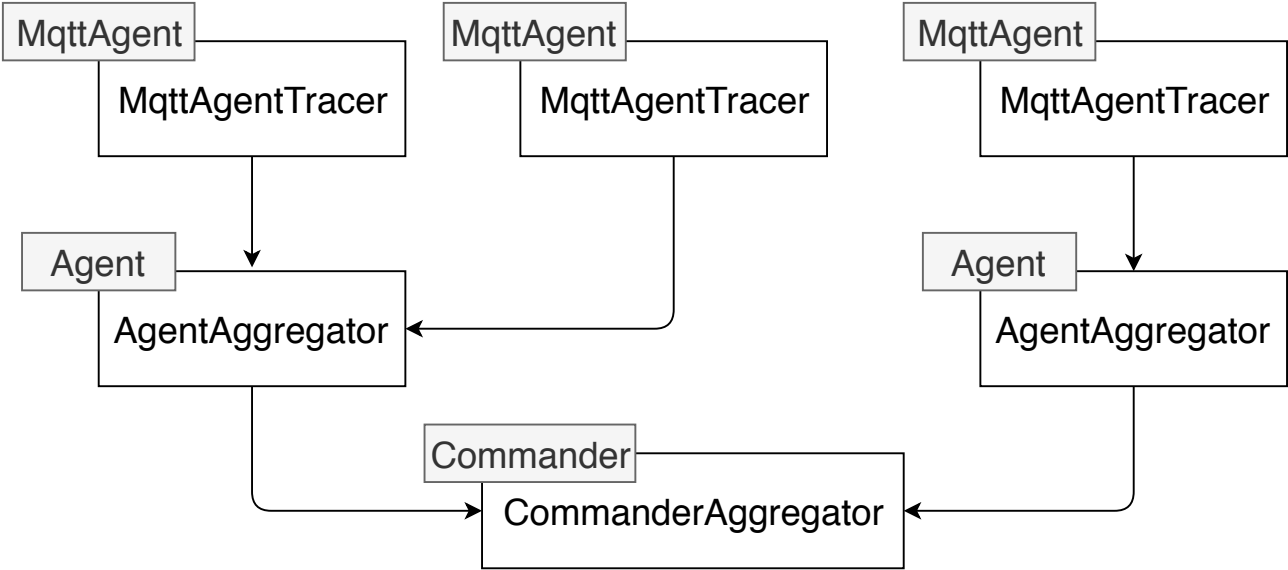 MqttAgent
MqttAgentTracer
MqttAgent
MqttAgentTracer
MqttAgent
MqttAgentTracer
Agent
AgentAggregator
Agent
AgentAggregator
Commander
CommanderAggregator